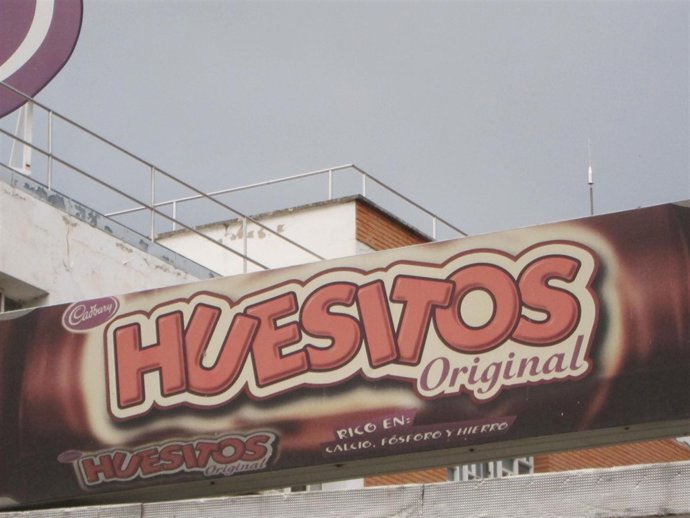 Cadbury
HUESITOS
Original
RICO EN:
CALCIO, FÓSFORO Y HIERRO
HUESITOS
Original